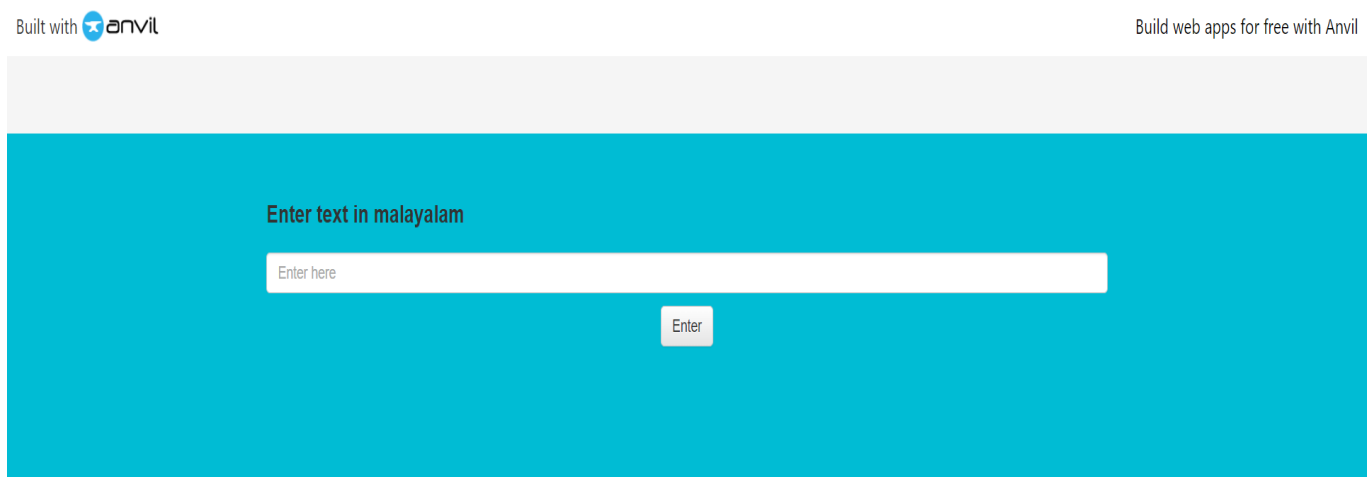 Built with anvil
Build web apps for free with Anvil
Enter text in malayalam
Enter here
Enter